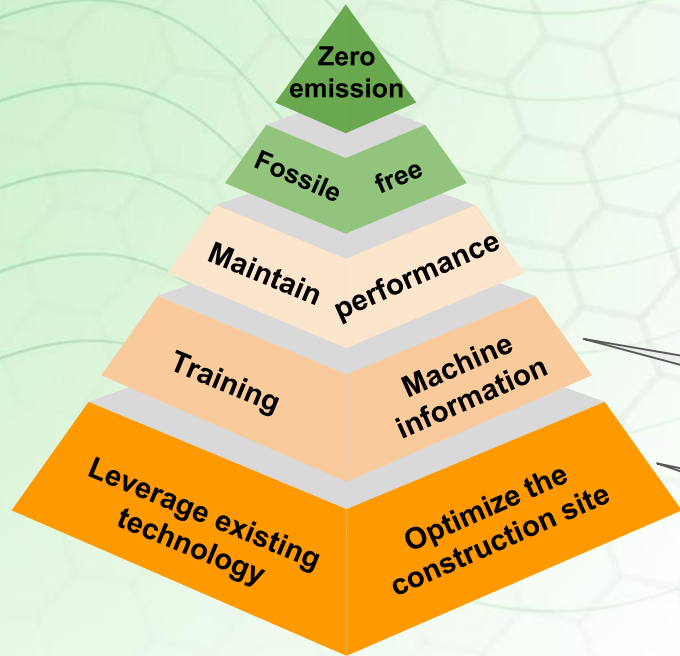 Zero
emission
Fossile free
Maintain performance
Training
Machine
information
Leverage existing
technology
Optimize the
construction site